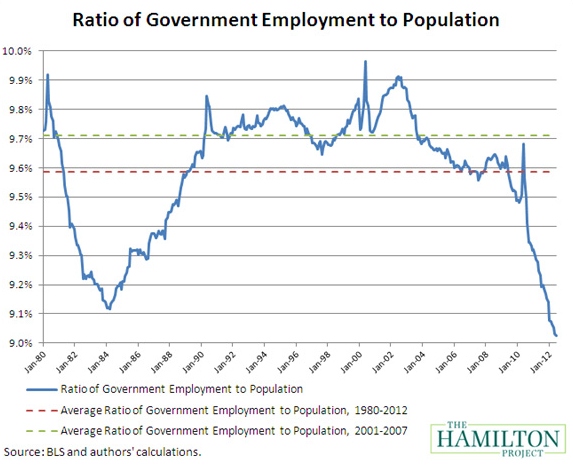 Ratio of Government Employment to Population
10.0%
9.9%
9.8%
9.7%
9.6%
9.5%
9.4%
9.3%
9.2%
9.1%
9.0%
Jan-80
Jan-82
Jan-84
Jan-86
Jan-88
Jan-90
Jan-92
Jan-94
Jan-96
Jan-98
Jan-00
Jan-02
Jan-04
Jan-06
Jan-08
Jan-10
Jan-12
Ratio of Government Employment to Population
Average Ratio of Government Employment to Population, 1980-2012
Average Ratio of Government Employment to Population, 2001-2007
THE
HAMILTON
PROJECT
Source: BLS and authors' calculations.